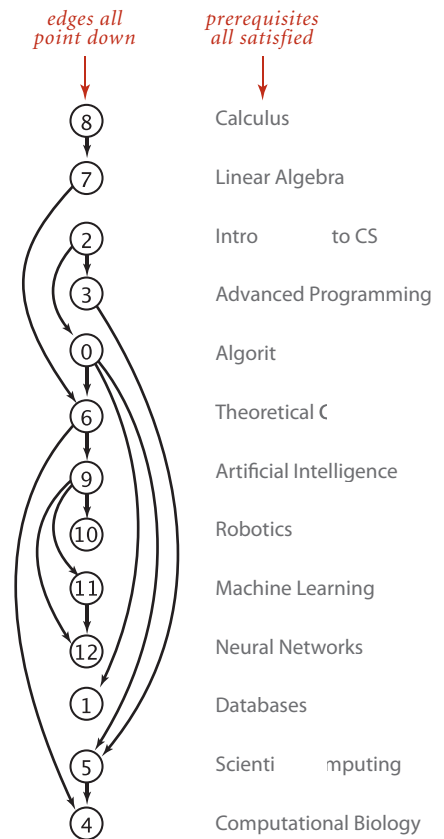 edges all prerequisites
point down all satisfied
8 Calculus
7 Linear Algebra
2 Intro to CS
3 Advanced Programming
0 Algorit
6 Theoretical
9 Artificial Intelligence
10 Robotics
11 Machine Learning
12 Neural Networks
1 Databases
5 Scienti mputing
4 Computational Biology